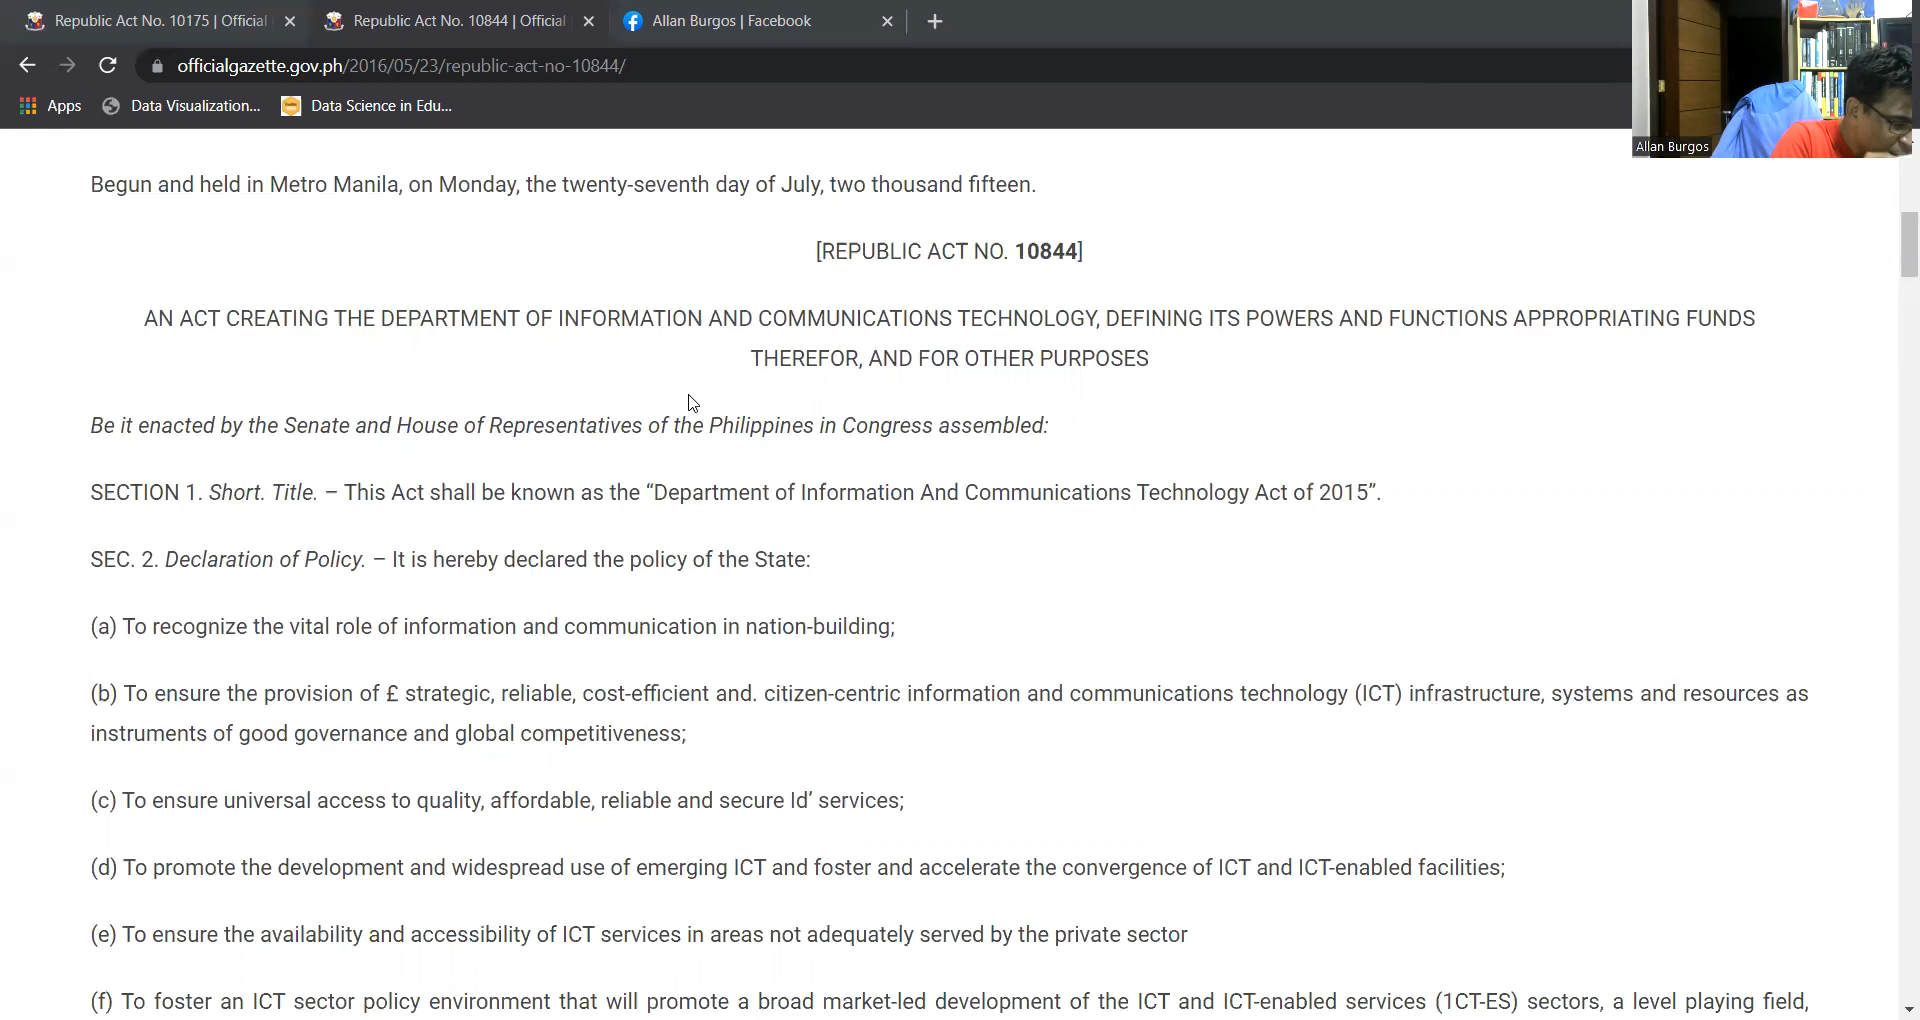 Republic Act No. 10175 | Official
Republic Act No. 10844 | Official
Allan Burgos | Facebook
officialgazette.gov.ph/2016/05/23/republic-act-no-10844/
Apps
Data Visualization...
Data Science in Edu...
Allan Burgos
Begun and held in Metro Manila, on Monday, the twenty-seventh day of July, two thousand fifteen.
[REPUBLIC ACT NO. 10844]
AN ACT CREATING THE DEPARTMENT OF INFORMATION AND COMMUNICATIONS TECHNOLOGY, DEFINING ITS POWERS AND FUNCTIONS APPROPRIATING FUNDS
THEREFOR, AND FOR OTHER PURPOSES
Be it enacted by the Senate and House of Representatives of the Philippines in Congress assembled:
SECTION 1. Short. Title. – This Act shall be known as the “Department of Information And Communications Technology Act of 2015”.
SEC. 2. Declaration of Policy. – It is hereby declared the policy of the State:
(a) To recognize the vital role of information and communication in nation-building;
(b) To ensure the provision of £ strategic, reliable, cost-efficient and. citizen-centric information and communications technology (ICT) infrastructure, systems and resources as
instruments of good governance and global competitiveness;
(c) To ensure universal access to quality, affordable, reliable and secure Id’ services;
(d) To promote the development and widespread use of emerging ICT and foster and accelerate the convergence of ICT and ICT-enabled facilities;
(e) To ensure the availability and accessibility of ICT services in areas not adequately served by the private sector
(f) To foster an ICT sector policy environment that will promote a broad market-led development of the ICT and ICT-enabled services (1CT-ES) sectors, a level playing field,